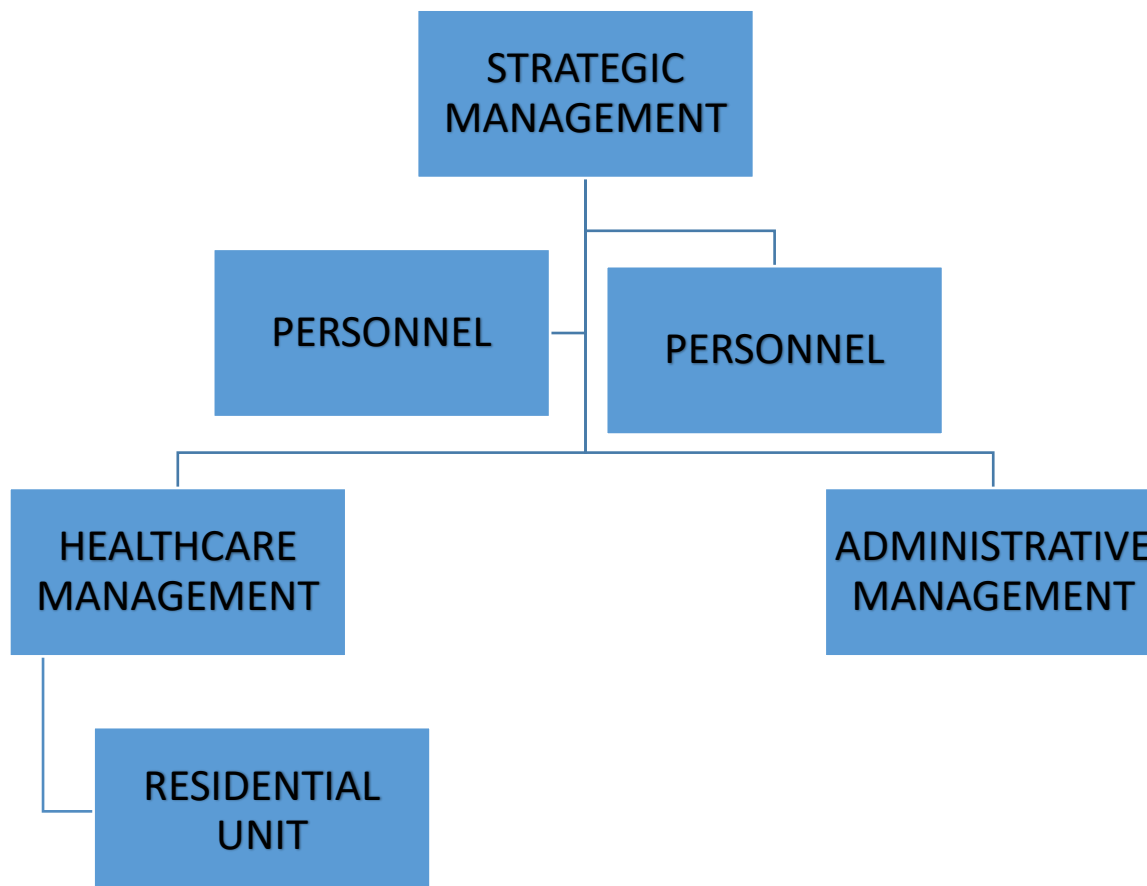 STRATEGIC
MANAGEMENT
PERSONNEL
PERSONNEL
HEALTHCARE
MANAGEMENT
ADMINISTRATIVE
MANAGEMENT
RESIDENTIAL
UNIT